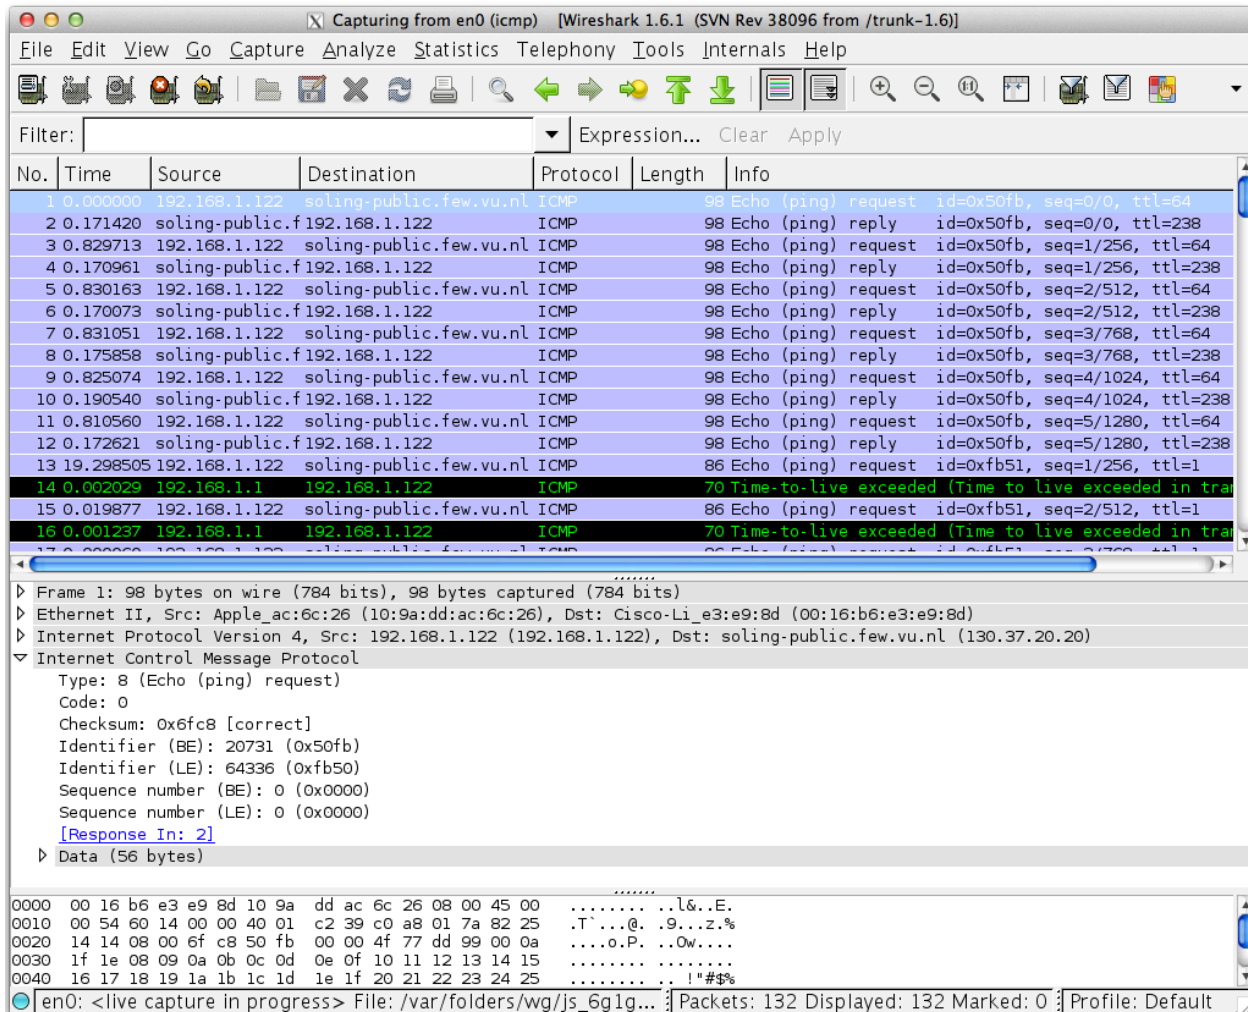 Capturing from en0 (icmp) [Wireshark 1.6.1 (SVN Rev 38096 from /trunk-1.6)]
File Edit View Go Capture Analyze Statistics Telephony Tools Internals Help
Filter: Expression... Clear Apply
No. Time Source Destination Protocol Length Info
1 0.000000 192.168.1.122 soling-public.few.vu.nl ICMP 98 Echo (ping) request id=0x50fb, seq=0/0, ttl=64
2 0.171420 soling-public.f 192.168.1.122 ICMP 98 Echo (ping) reply id=0x50fb, seq=0/0, ttl=238
3 0.829713 192.168.1.122 soling-public.few.vu.nl ICMP 98 Echo (ping) request id=0x50fb, seq=1/256, ttl=64
4 0.170961 soling-public.f 192.168.1.122 ICMP 98 Echo (ping) reply id=0x50fb, seq=1/256, ttl=238
5 0.830163 192.168.1.122 soling-public.few.vu.nl ICMP 98 Echo (ping) request id=0x50fb, seq=2/512, ttl=64
6 0.170073 soling-public.f 192.168.1.122 ICMP 98 Echo (ping) reply id=0x50fb, seq=2/512, ttl=238
7 0.831051 192.168.1.122 soling-public.few.vu.nl ICMP 98 Echo (ping) request id=0x50fb, seq=3/768, ttl=64
8 0.175858 soling-public.f 192.168.1.122 ICMP 98 Echo (ping) reply id=0x50fb, seq=3/768, ttl=238
9 0.825074 192.168.1.122 soling-public.few.vu.nl ICMP 98 Echo (ping) request id=0x50fb, seq=4/1024, ttl=64
10 0.190540 soling-public.f 192.168.1.122 ICMP 98 Echo (ping) reply id=0x50fb, seq=4/1024, ttl=238
11 0.810560 192.168.1.122 soling-public.few.vu.nl ICMP 98 Echo (ping) request id=0x50fb, seq=5/1280, ttl=64
12 0.172621 soling-public.f 192.168.1.122 ICMP 98 Echo (ping) reply id=0x50fb, seq=5/1280, ttl=238
13 19.298505 192.168.1.122 soling-public.few.vu.nl ICMP 86 Echo (ping) request id=0xfb51, seq=1/256, ttl=1
14 0.002029 192.168.1.1 192.168.1.122 ICMP 70 Time-to-live exceeded (Time to live exceeded in tran
15 0.019877 192.168.1.122 soling-public.few.vu.nl ICMP 86 Echo (ping) request id=0xfb51, seq=2/512, ttl=1
16 0.001237 192.168.1.1 192.168.1.122 ICMP 70 Time-to-live exceeded (Time to live exceeded in tran
Frame 1: 98 bytes on wire (784 bits), 98 bytes captured (784 bits)
Ethernet II, Src: Apple_ac:6c:26 (10:9a:dd:ac:6c:26), Dst: Cisco-Li_e3:e9:8d (00:16:b6:e3:e9:8d)
Internet Protocol Version 4, Src: 192.168.1.122 (192.168.1.122), Dst: soling-public.few.vu.nl (130.37.20.20)
Internet Control Message Protocol
Type: 8 (Echo (ping) request)
Code: 0
Checksum: 0x6fc8 [correct]
Identifier (BE): 20731 (0x50fb)
Identifier (LE): 64336 (0xfb50)
Sequence number (BE): 0 (0x0000)
Sequence number (LE): 0 (0x0000)
[Response In: 2]
Data (56 bytes)
0000 00 16 b6 e3 e9 8d 10 9a dd ac 6c 26 08 00 45 00 ........ ..l&..E.
0010 00 54 60 14 00 00 40 01 c2 39 c0 a8 01 7a 82 25 .T`...@. .9...z.%
0020 14 14 08 00 6f c8 50 fb 00 00 4f 77 dd 99 00 0a ....o.P. ..Ow....
0030 1f 1e 08 09 0a 0b 0c 0d 0e 0f 10 11 12 13 14 15 ........ ........
0040 16 17 18 19 1a 1b 1c 1d 1e 1f 20 21 22 23 24 25 ........ .. !"#$%
en0: <live capture in progress> File: /var/folders/wg/js_6g1g... Packets: 132 Displayed: 132 Marked: 0 Profile: Default